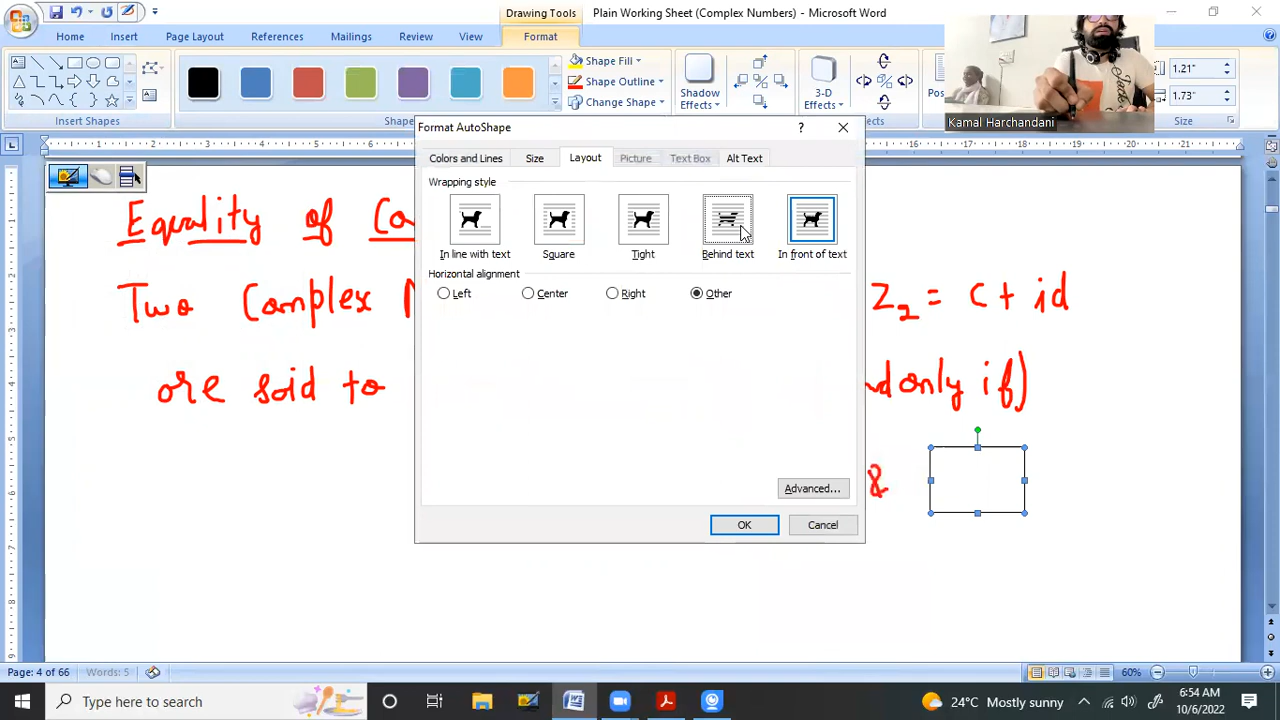 Drawing Tools
Plain Working Sheet (Complex Numbers) - Microsoft Word
Home Insert Page Layout References Mailings Review View Format
Shape Fill
Shape Outline
Change Shape
Shadow Effects
3-D Effects
1.21"
1.73"
Insert Shapes
Kamal Harchandani
Format AutoShape
?
Colors and Lines Size Layout Picture Text Box Alt Text
Wrapping style
In line with text Square Tight Behind text In front of text
Horizontal alignment
Left Center Right Other
Advanced...
OK Cancel
Equality of Co
Two Complex Z₂ = c + id
are said to nd only if)
&
Page: 4 of 66 Words: 5 60%
Type here to search
24°C Mostly sunny
6:54 AM
10/6/2022